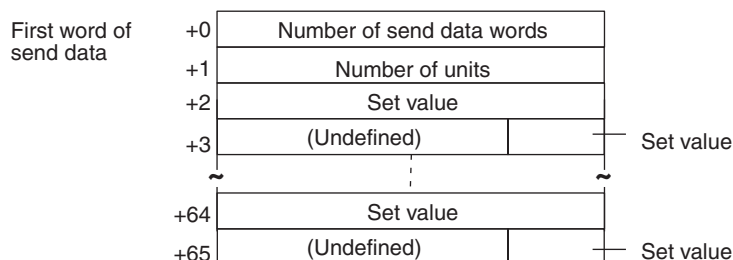 First word of
send data
+0 Number of send data words
+1 Number of units
+2 Set value
+3 (Undefined) Set value
~ ~
+64 Set value
+65 (Undefined) Set value